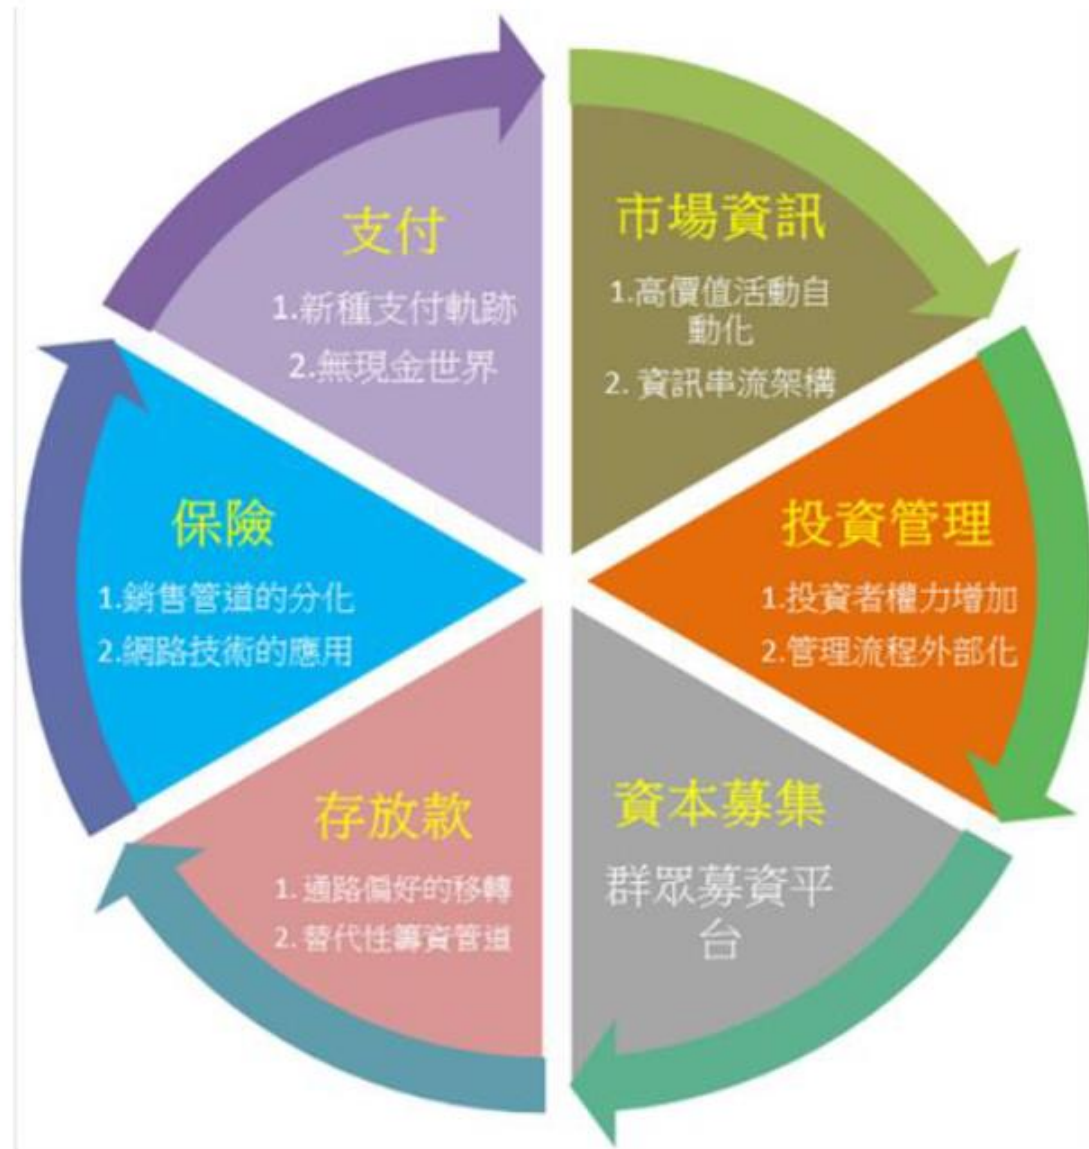 支付
1.新種支付軌跡
2.無現金世界
市場資訊
1.高價值活動自
動化
2. 資訊串流架構
投資管理
1.投資者權力增加
2.管理流程外部化
資本募集
群眾募資平
台
存放款
1. 通路偏好的移轉
2. 替代性籌資管道
保險
1.銷售管道的分化
2.網路技術的應用